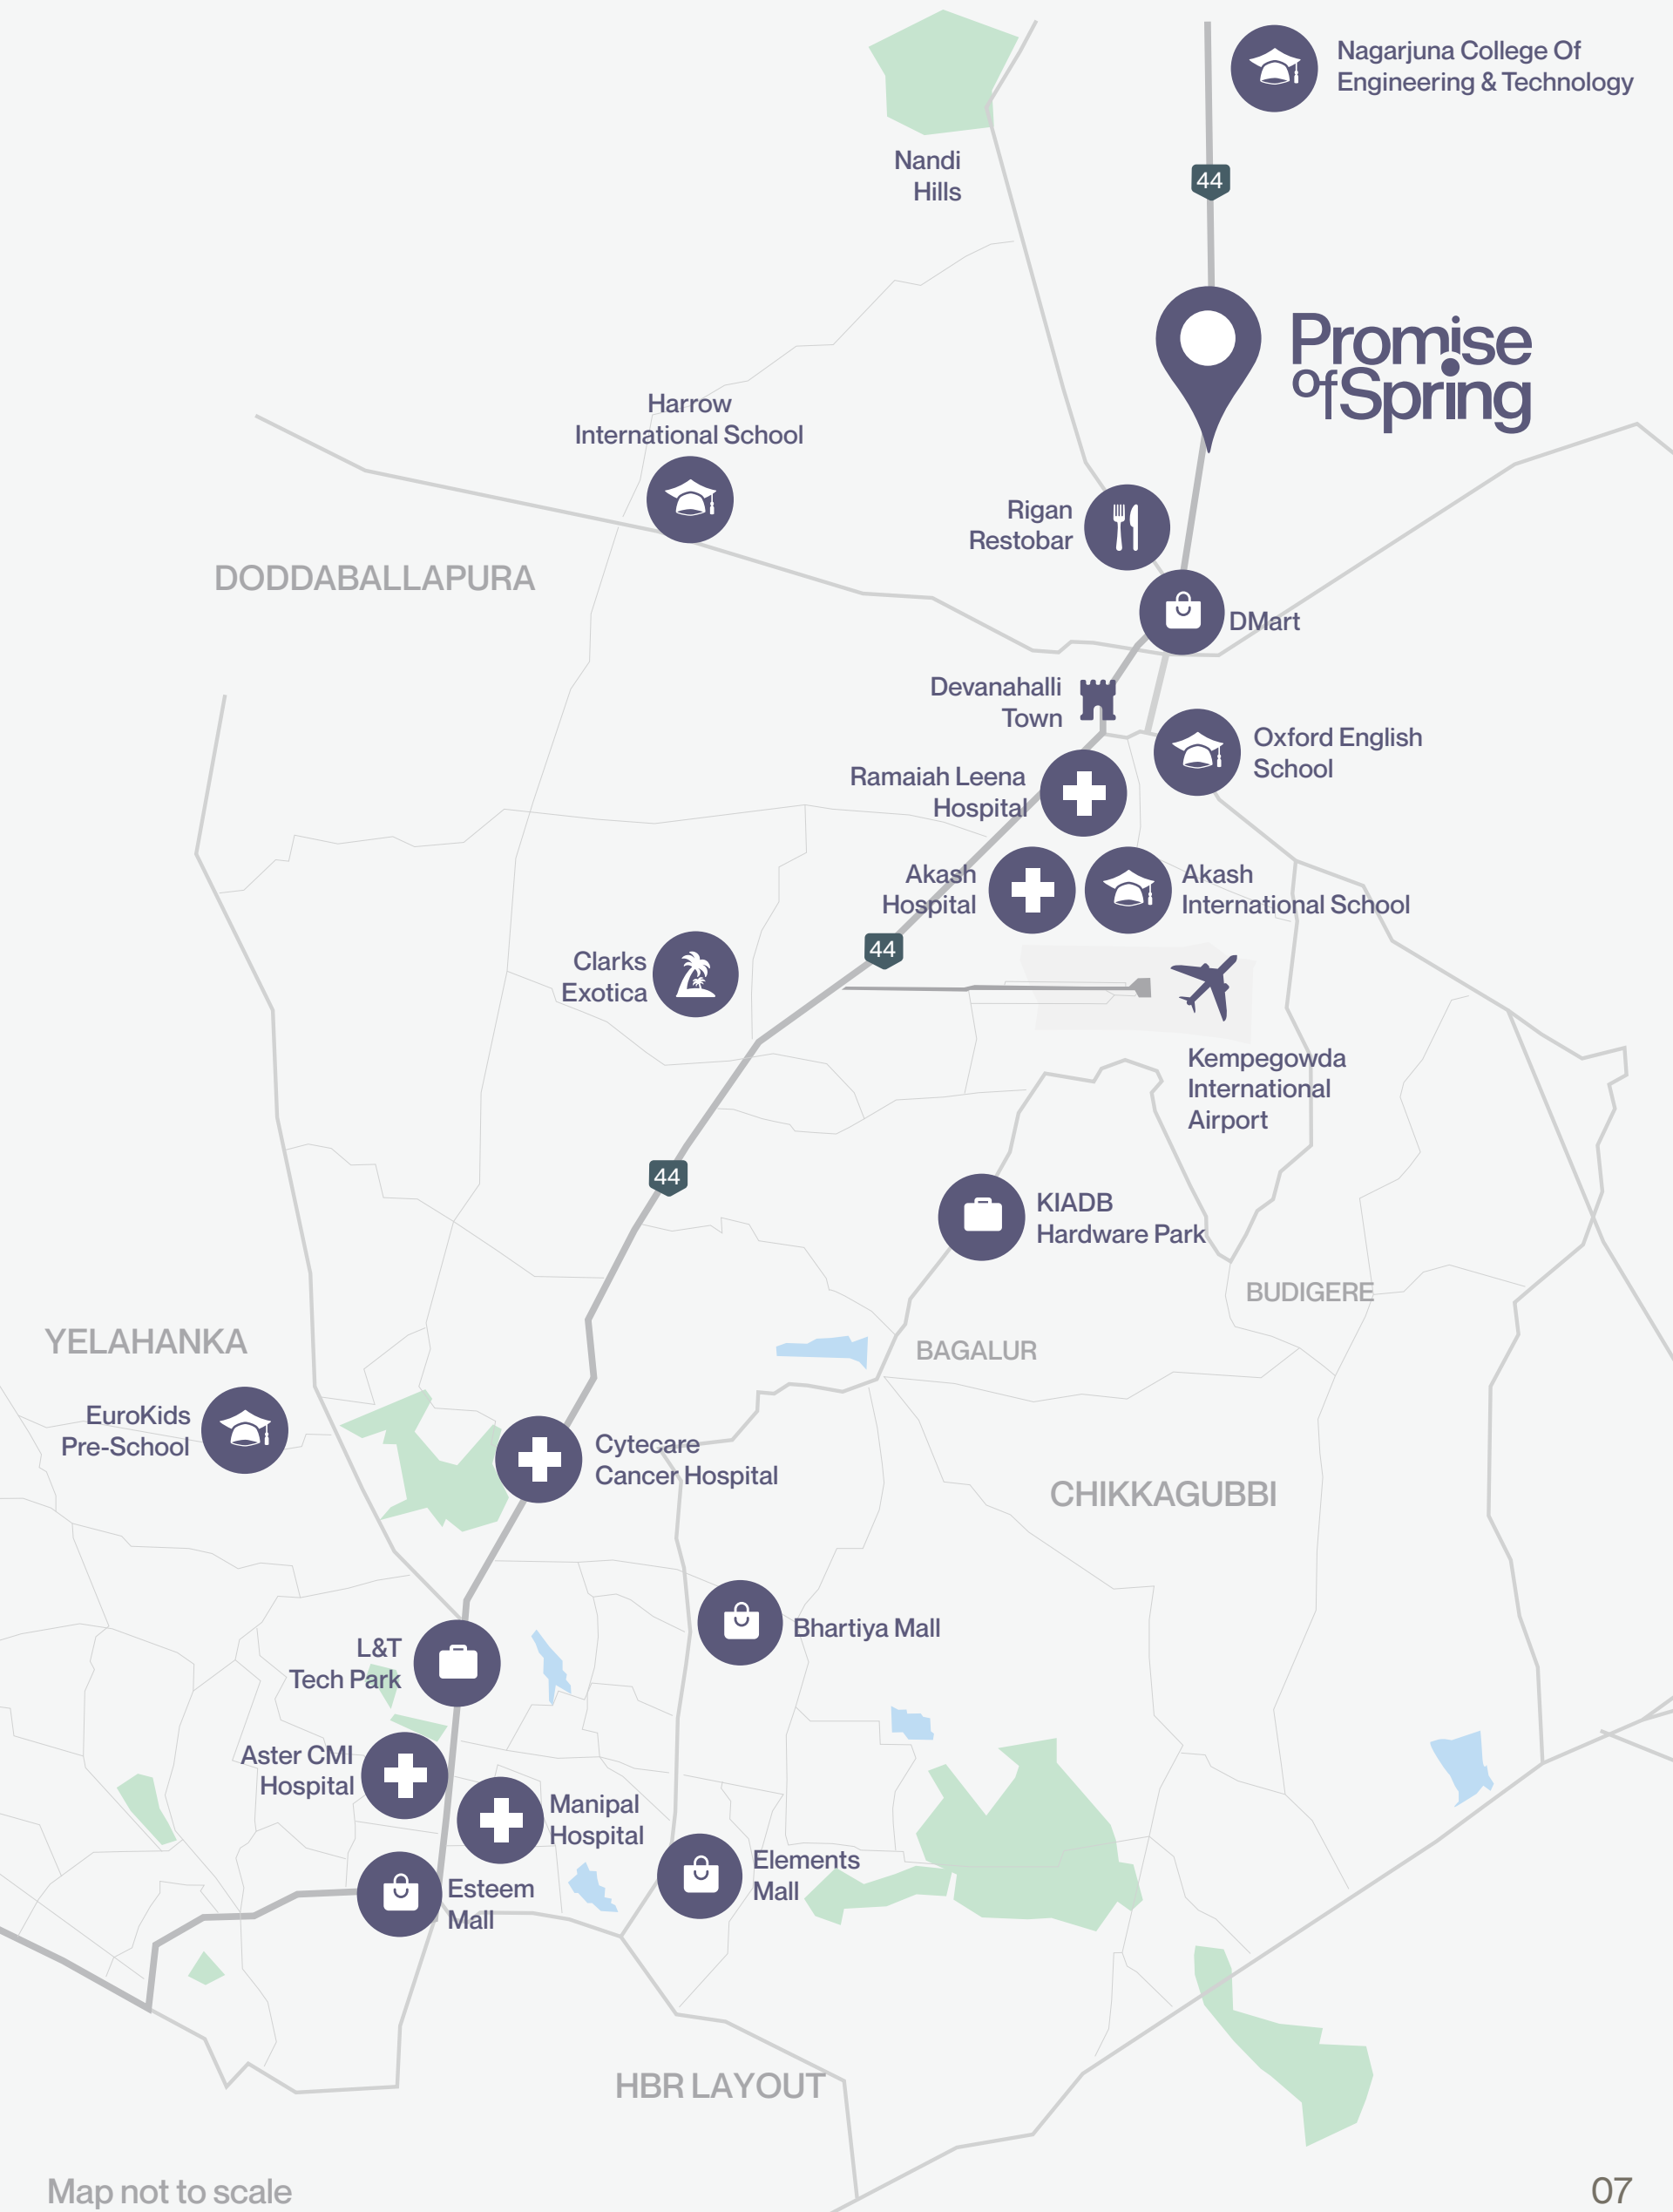 Nagarjuna College Of
Engineering & Technology
Nandi
Hills
44
Promise
of Spring
Harrow
International School
Rigan
Restobar
DODDABALLAPURA
DMart
Devanahalli
Town
Oxford English
School
Ramaiah Leena
Hospital
Akash
Hospital
Akash
International School
44
Clarks
Exotica
Kempegowda
International
Airport
44
KIADB
Hardware Park
BUDIGERE
YELAHANKA
BAGALUR
EuroKids
Pre-School
Cytecare
Cancer Hospital
CHIKKAGUBBI
Bhartiya Mall
L&T
Tech Park
Aster CMI
Hospital
Manipal
Hospital
Elements
Mall
Esteem
Mall
HBR LAYOUT
Map not to scale
07